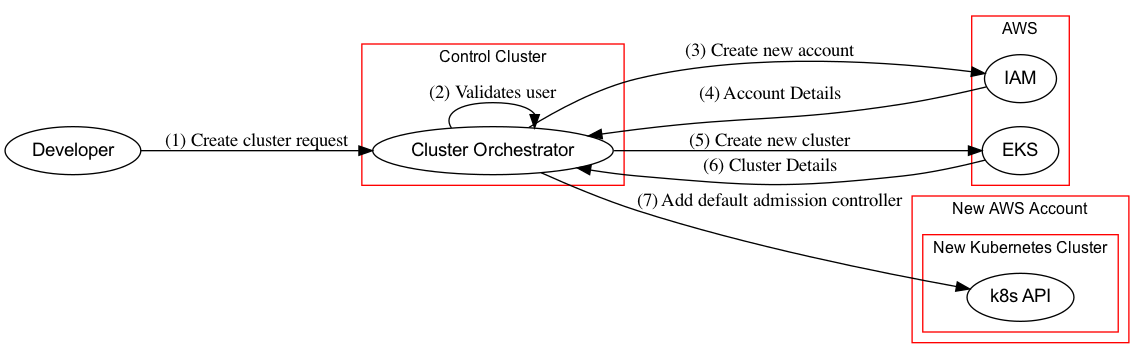 AWS
(3) Create new account
Control Cluster
IAM
(2) Validates user
(4) Account Details
(1) Create cluster request
(5) Create new cluster
Developer
Cluster Orchestrator
EKS
(6) Cluster Details
(7) Add default admission controller
New AWS Account
New Kubernetes Cluster
k8s API